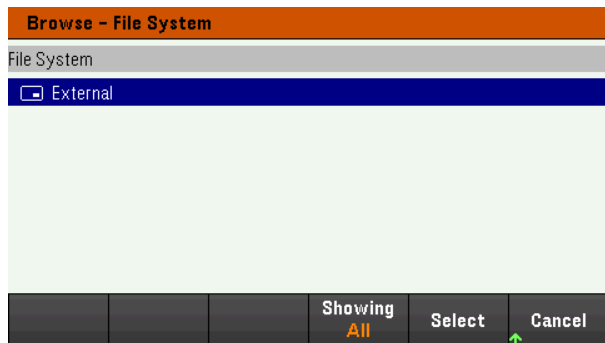 Browse - File System
File System
External
Showing
All
Select
Cancel